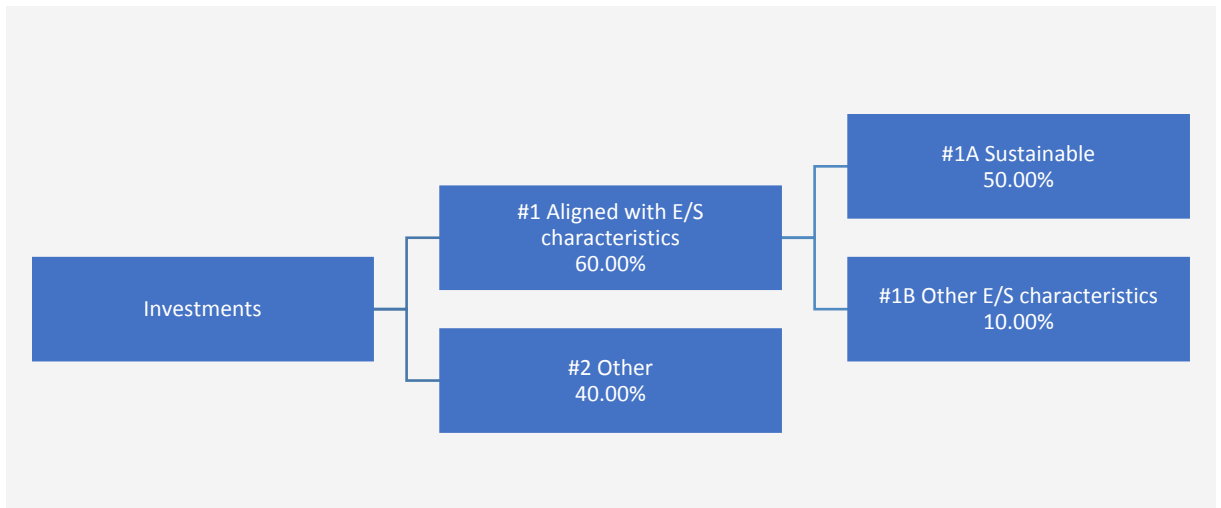 Investments
#1 Aligned with E/S
characteristics
60.00%
#2 Other
40.00%
#1A Sustainable
50.00%
#1B Other E/S characteristics
10.00%